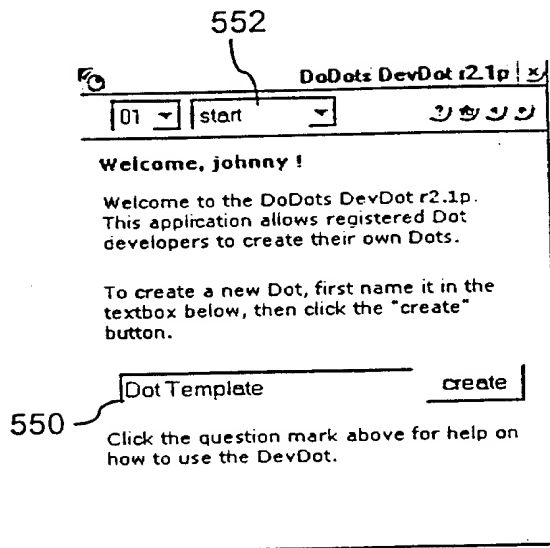 552
DoDots DevDot r2.1p
01 start
Welcome, johnny !
Welcome to the DoDots DevDot r2.1p.
This application allows registered Dot
developers to create their own Dots.
To create a new Dot, first name it in the
textbox below, then click the "create"
button.
Dot Template create
550
Click the question mark above for help on
how to use the DevDot.